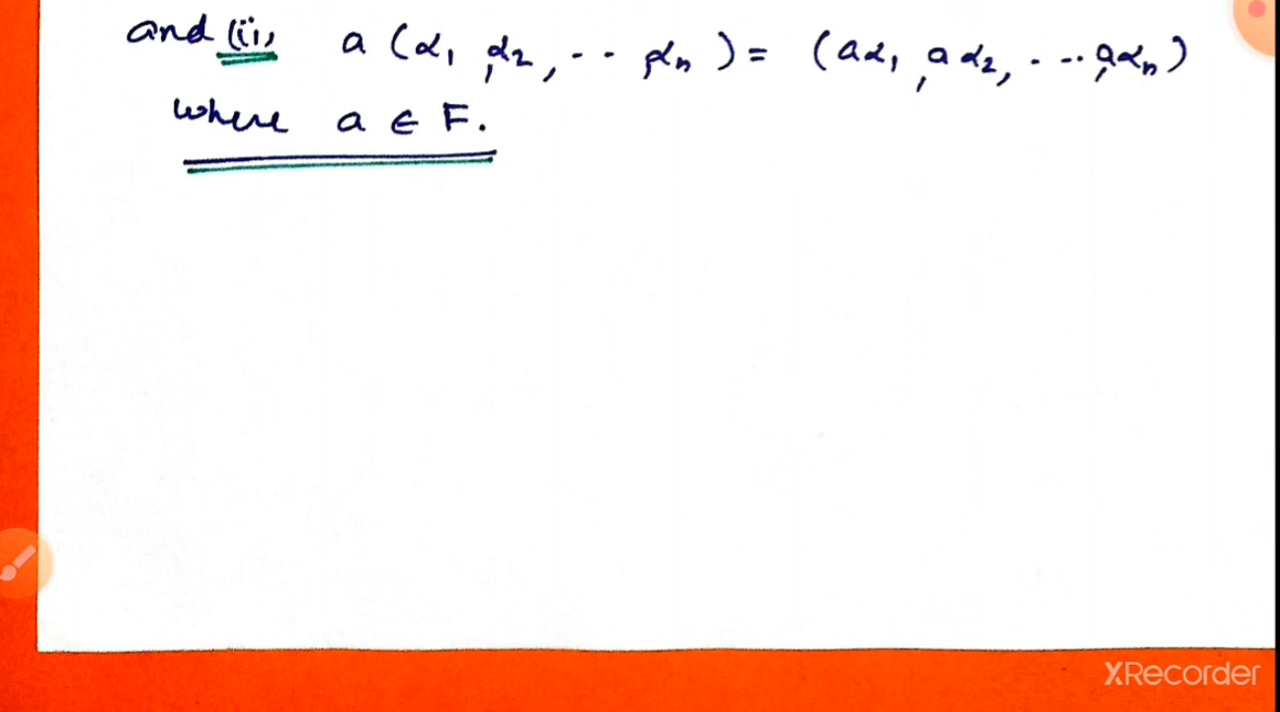 and (ii) a (α₁, α₂, -- αₙ) = (aα₁, aα₂, ---, aαₙ)
where a ∈ F.
XRecorder